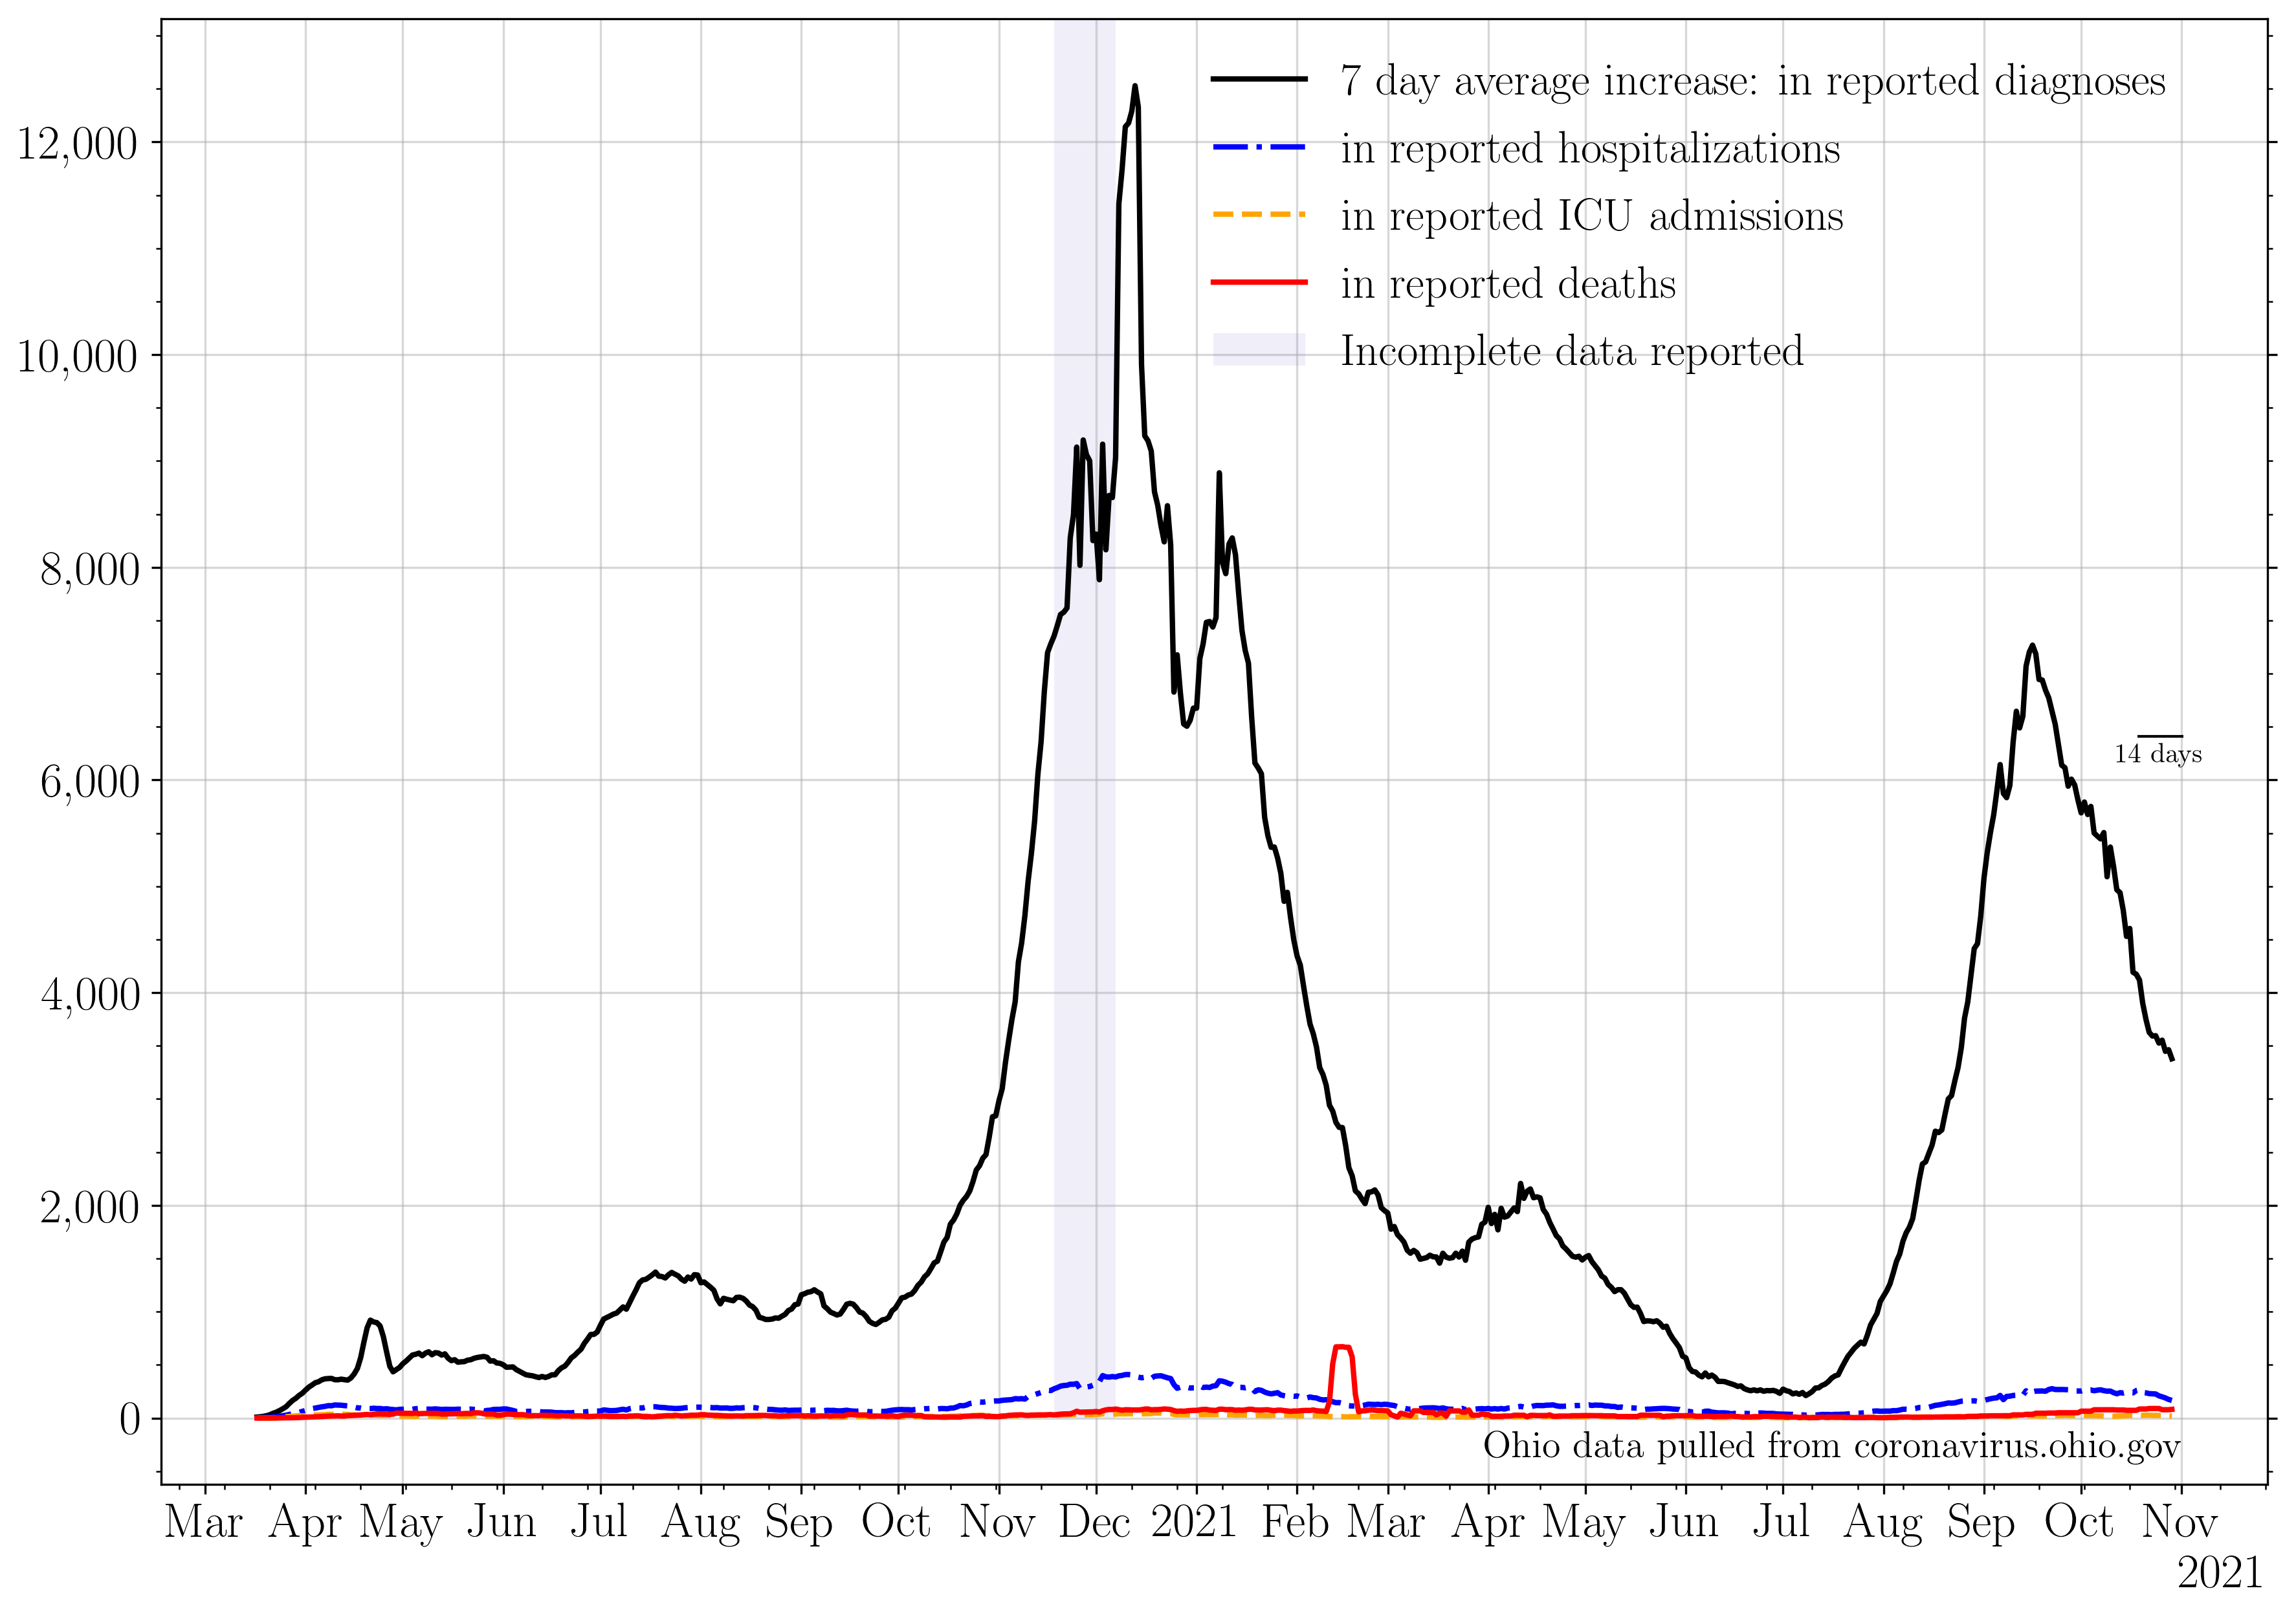 7 day average increase: in reported diagnoses
in reported hospitalizations
in reported ICU admissions
in reported deaths
Incomplete data reported
12,000
10,000
8,000
6,000
4,000
2,000
0
14 days
Ohio data pulled from coronavirus.ohio.gov
Mar Apr May Jun Jul Aug Sep Oct Nov Dec 2021 Feb Mar Apr May Jun Jul Aug Sep Oct Nov
2021